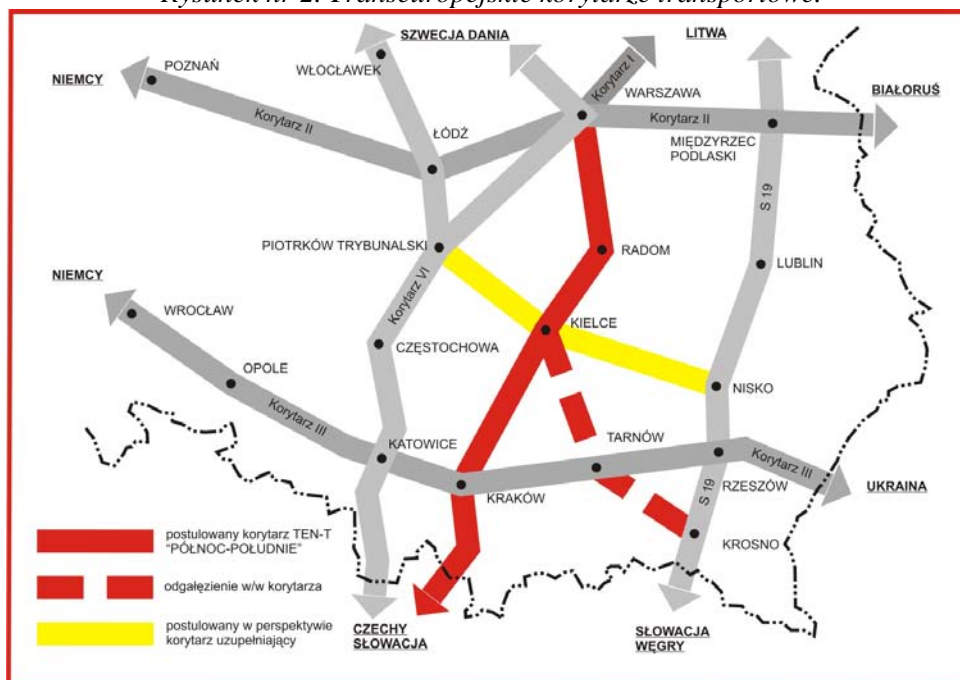 Rysunek nr 2. Transeuropejskie korytarze transportowe.
SZWECJA DANIA
LITWA
NIEMCY
POZNAŃ
WŁOCŁAWEK
Korytarz I
WARSZAWA
BIAŁORUŚ
Korytarz II
ŁÓDŹ
Korytarz II
MIĘDZYRZEC
PODLASKI
S 19
PIOTRKÓW TRYBUNALSKI
RADOM
LUBLIN
NIEMCY
Korytarz VI
WROCŁAW
KIELCE
CZĘSTOCHOWA
OPOLE
NISKO
Korytarz III
KATOWICE
TARNÓW
Korytarz III
KRAKÓW
S 19
RZESZÓW
UKRAINA
KROSNO
postulowany korytarz TEN-T
"PÓŁNOC-POŁUDNIE"
odgałęzienie w/w korytarza
postulowany w perspektywie
korytarz uzupełniający
CZECHY
SŁOWACJA
SŁOWACJA
WĘGRY